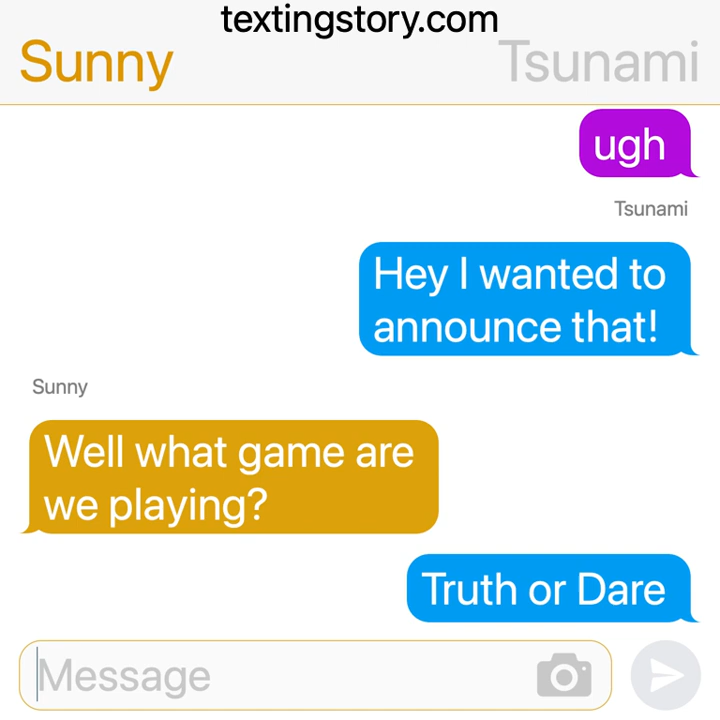 textingstory.com
Sunny
Tsunami
ugh
Tsunami
Hey I wanted to
announce that!
Sunny
Well what game are
we playing?
Truth or Dare
Message